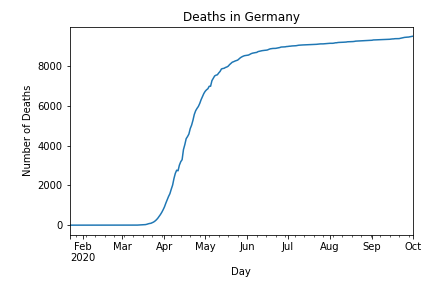 Deaths in Germany
Number of Deaths
8000
6000
4000
2000
0
Feb Mar Apr May Jun Jul Aug Sep Oct
2020
Day